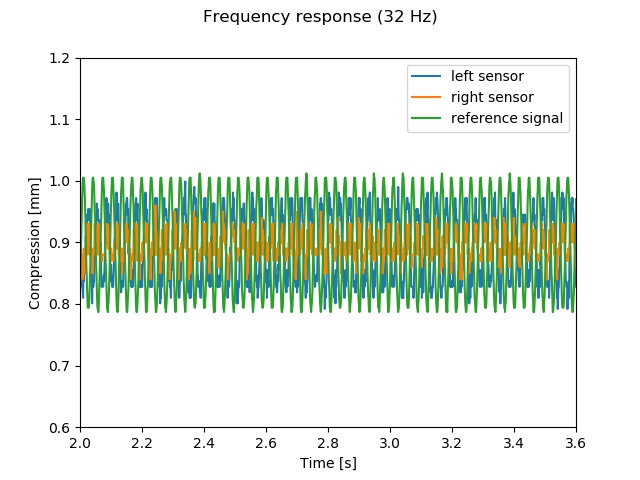 Frequency response (32 Hz)
left sensor
right sensor
reference signal
Compression [mm]
1.2
1.1
1.0
0.9
0.8
0.7
0.6
2.0 2.2 2.4 2.6 2.8 3.0 3.2 3.4 3.6
Time [s]